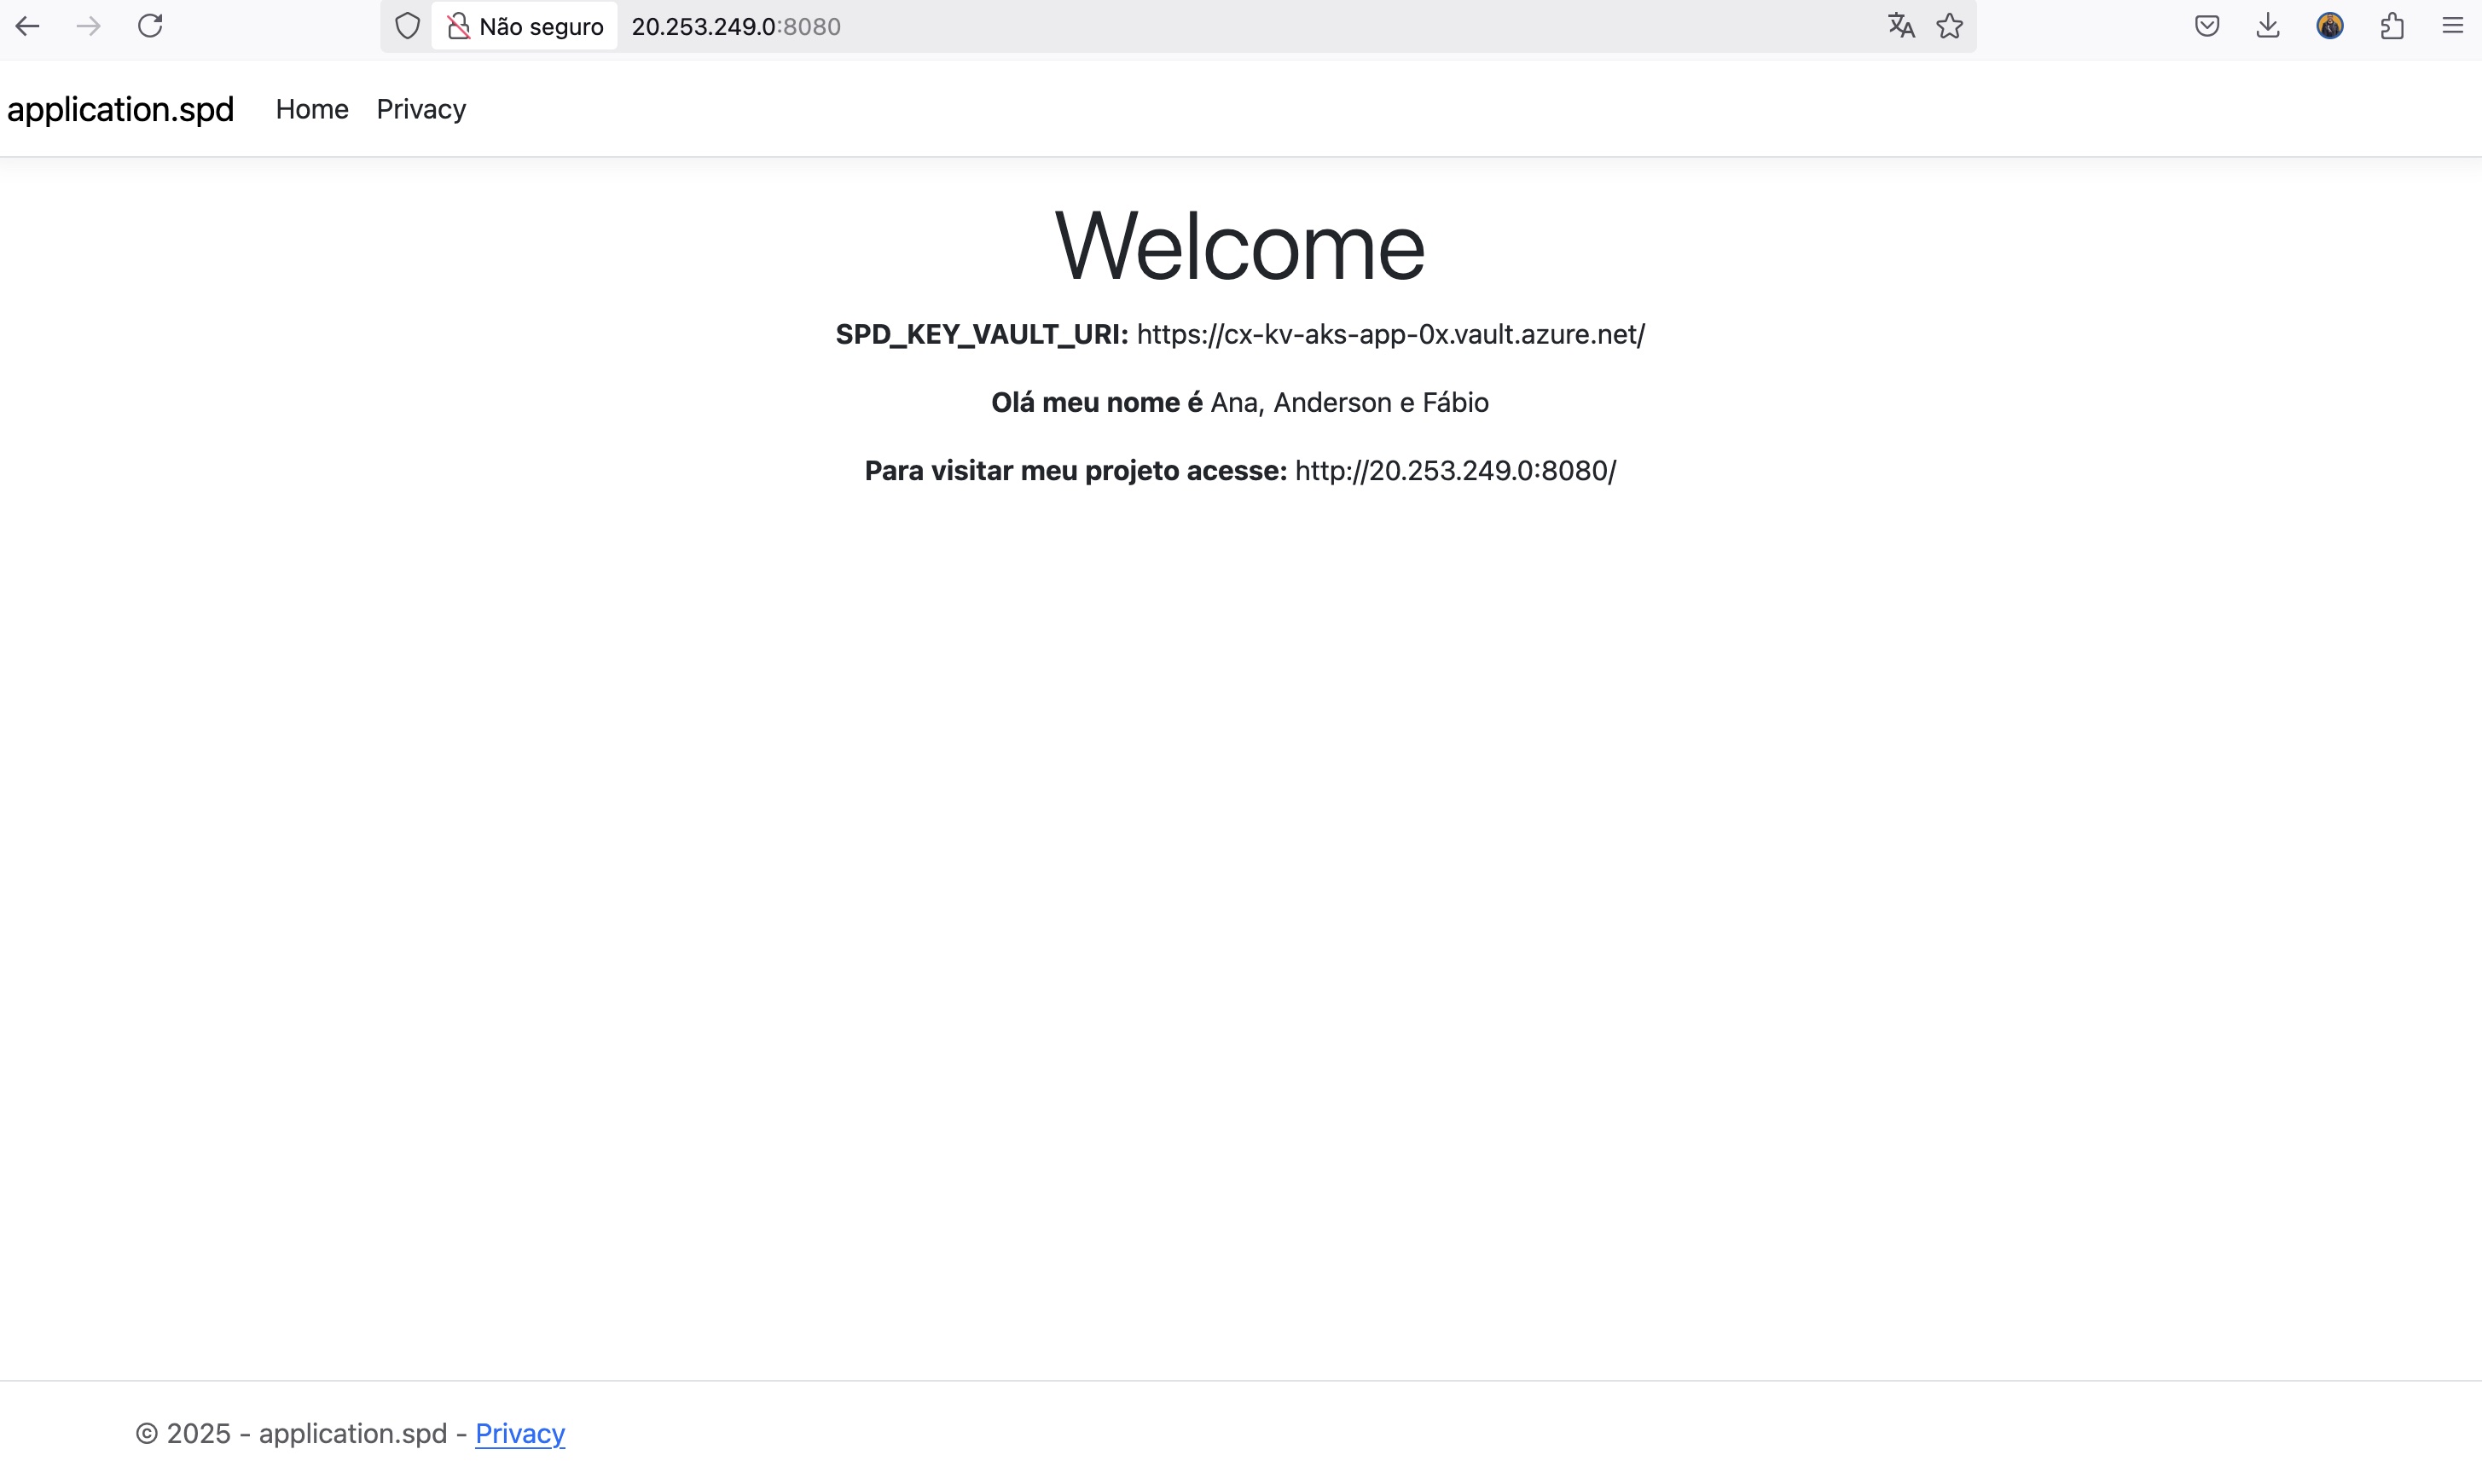 Não seguro 20.253.249.0:8080
application.spd Home Privacy
Welcome
SPD_KEY_VAULT_URI: https://cx-kv-aks-app-0x.vault.azure.net/
Olá meu nome é Ana, Anderson e Fábio
Para visitar meu projeto acesse: http://20.253.249.0:8080/
© 2025 - application.spd - Privacy